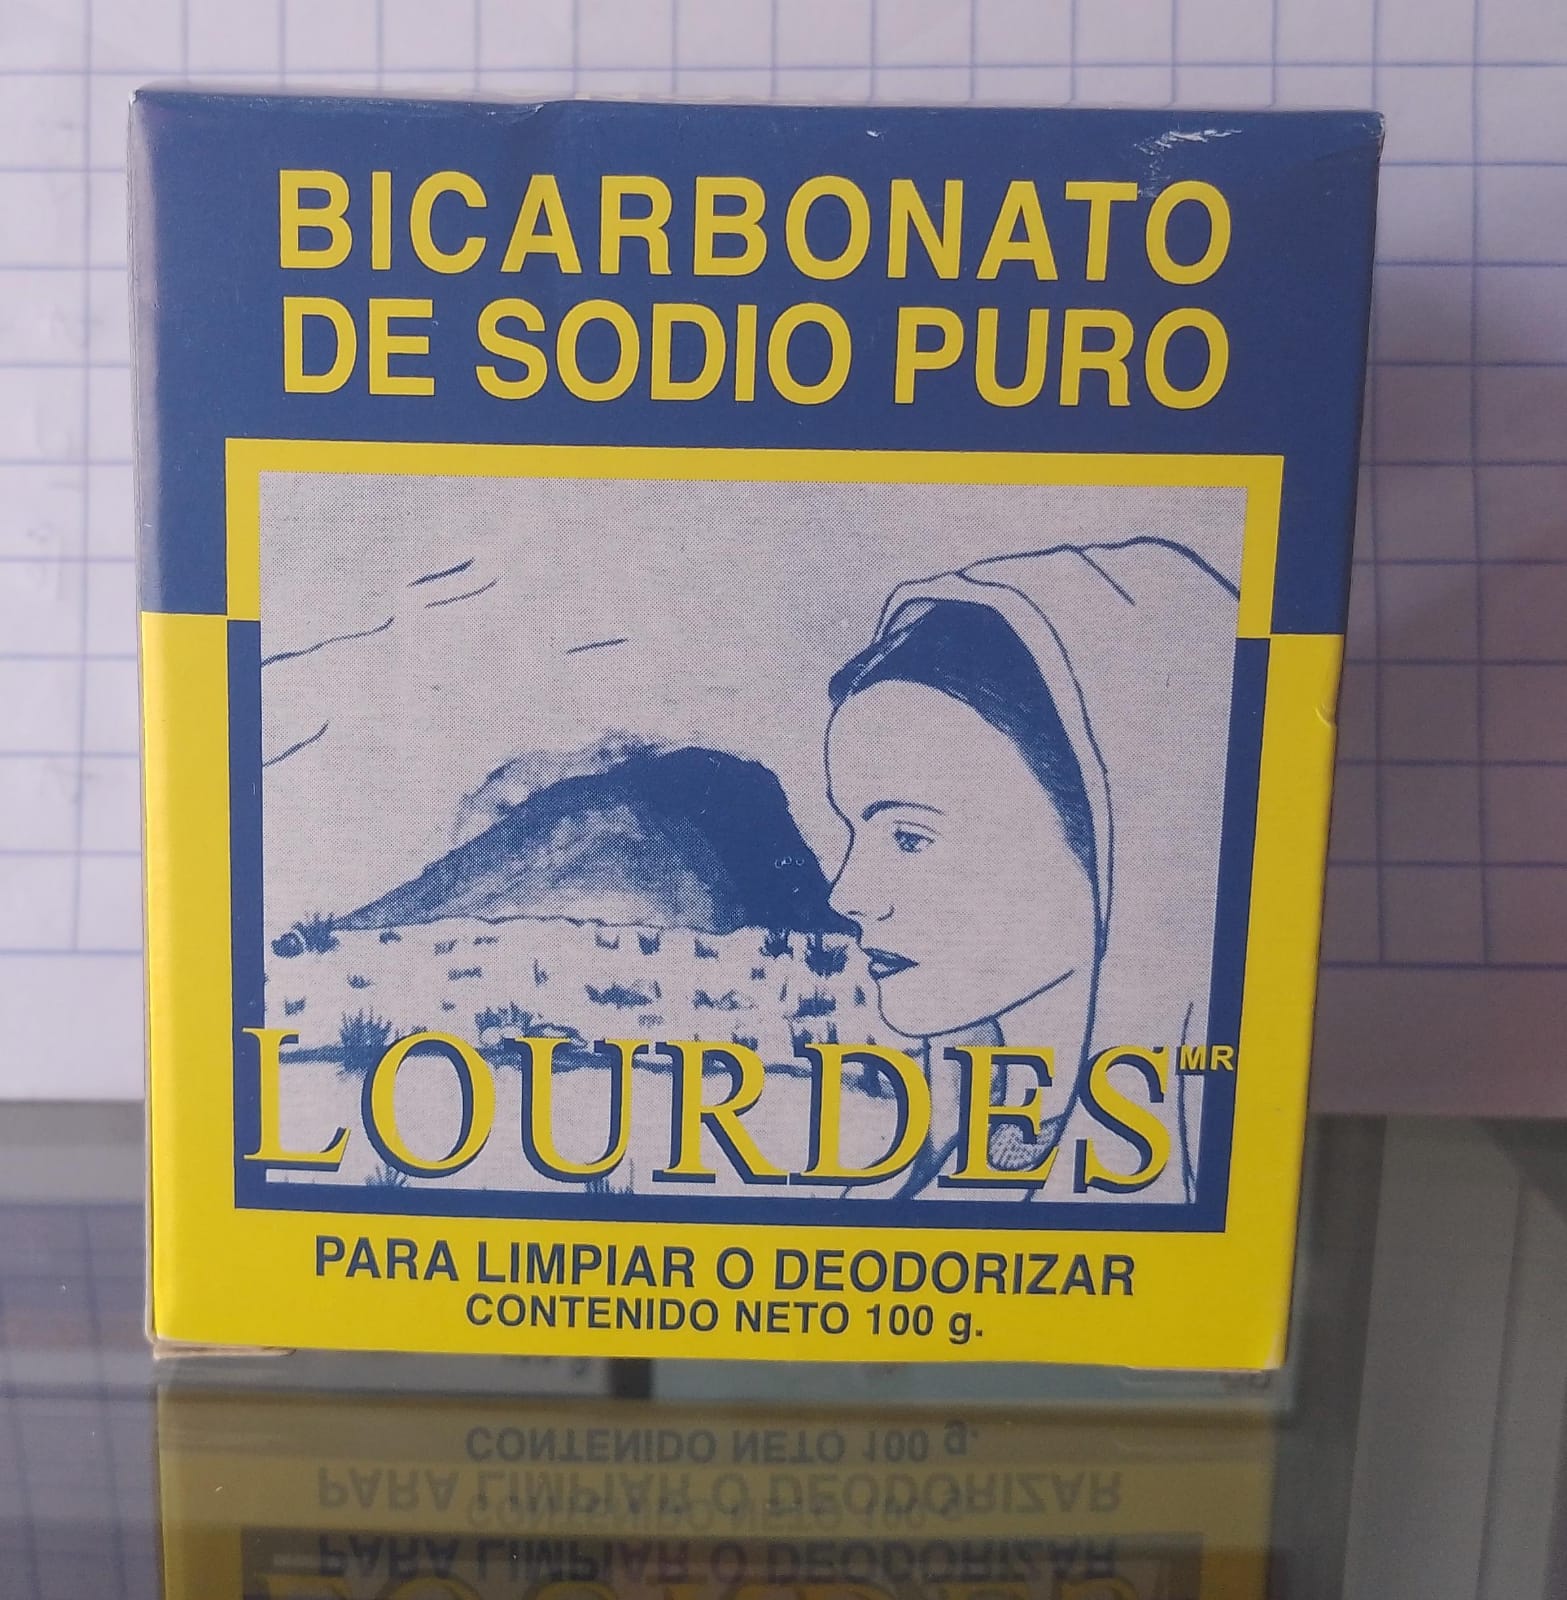 BICARBONATO
DE SODIO PURO
LOURDES MR
PARA LIMPIAR O DEODORIZAR
CONTENIDO NETO 100 g.